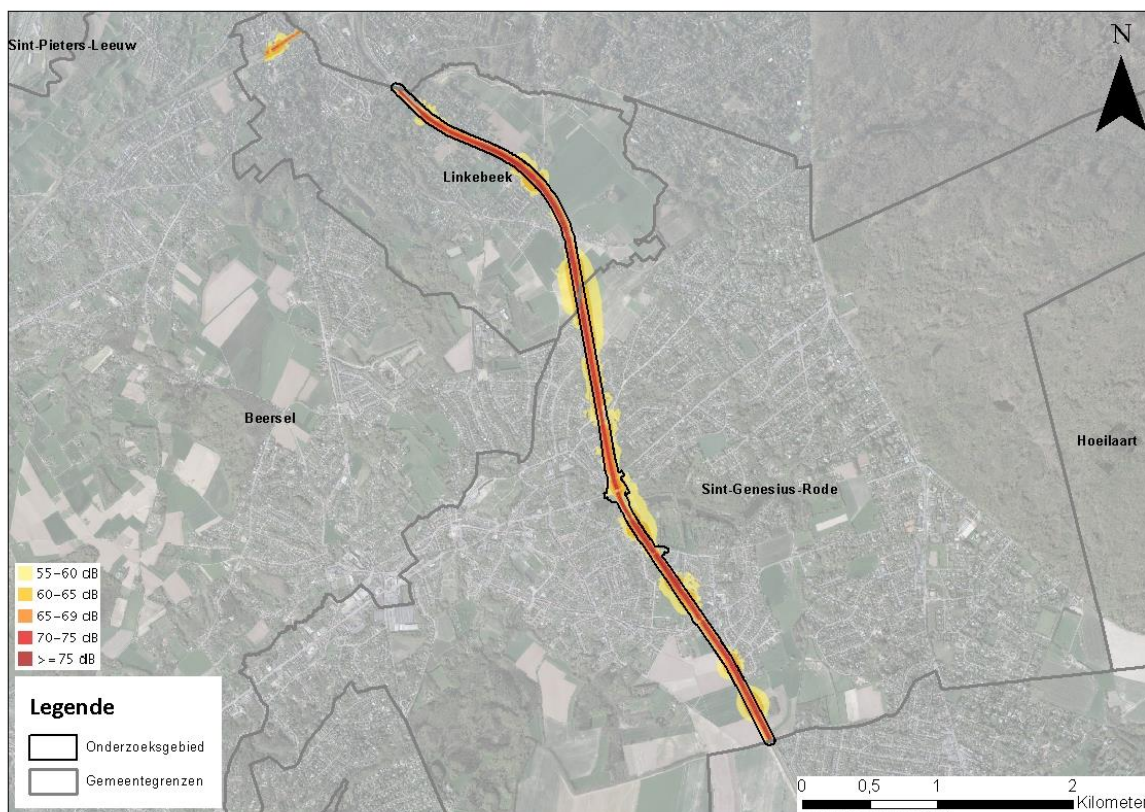 Sint-Pieters-Leeuw
N
Linkebeek
Beersel
Hoeilaart
Sint-Genesius-Rode
55-60 dB
60-65 dB
65-69 dB
70-75 dB
>=75 dB
Legende
Onderzoeksgebied
Gemeentegrenzen
0 0,5 1 2
Kilometer